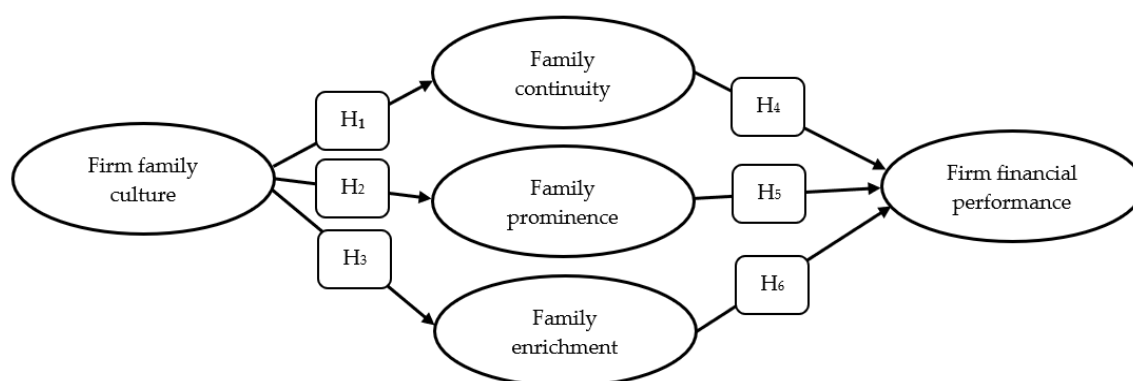 Firm family
culture
H₁
H₂
H₃
Family
continuity
Family
prominence
Family
enrichment
H₄
H₅
H₆
Firm financial
performance